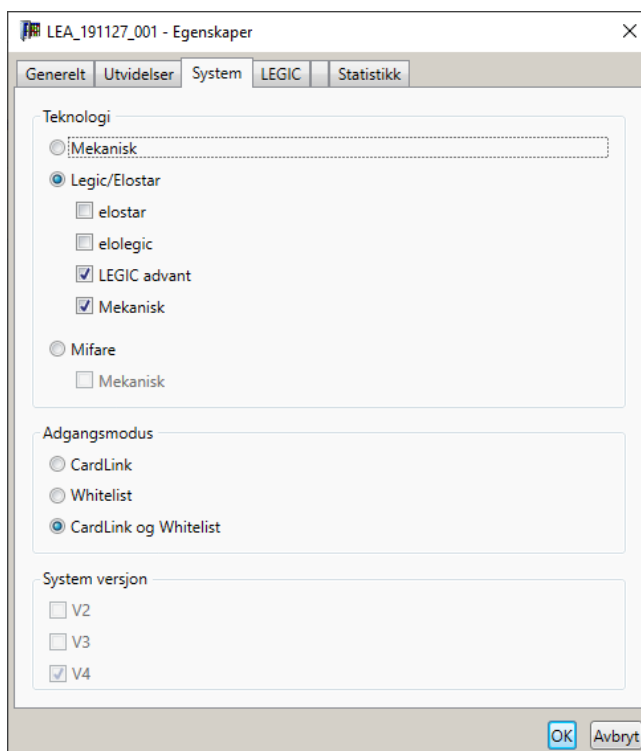 LEA_191127_001 - Egenskaper
Generelt Utvidelser System LEGIC Statistikk
Teknologi
Mekanisk
Legic/Elostar
elostar
elolegic
LEGIC advant
Mekanisk
Mifare
Mekanisk
Adgangsmodus
CardLink
Whitelist
CardLink og Whitelist
System versjon
V2
V3
V4
OK Avbryt